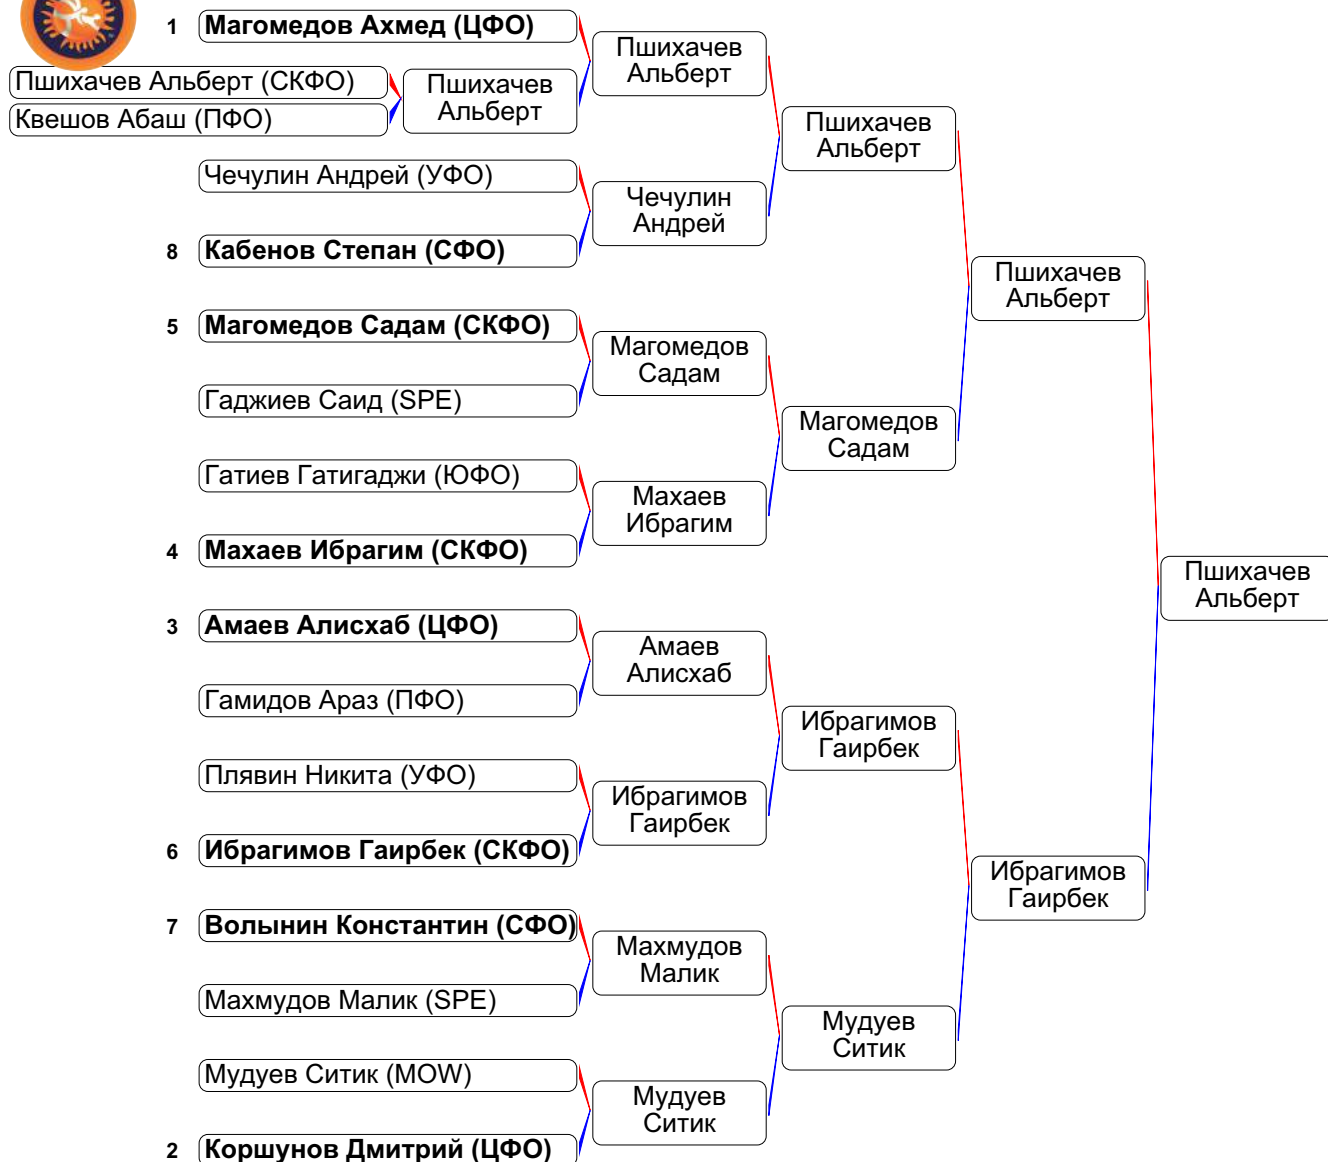 1 Магомедов Ахмед (ЦФО)
Пшихачев Альберт (СКФО)
Квешов Абаш (ПФО)
Пшихачев
Альберт
Чечулин Андрей (УФО)
8 Кабенов Степан (СФО)
5 Магомедов Садам (СКФО)
Гаджиев Саид (SPE)
Гатиев Гатигаджи (ЮФО)
4 Махаев Ибрагим (СКФО)
3 Амаев Алисхаб (ЦФО)
Гамидов Араз (ПФО)
Плявин Никита (УФО)
6 Ибрагимов Гаирбек (СКФО)
7 Волынин Константин (СФО)
Махмудов Малик (SPE)
Мудуев Ситик (MOW)
2 Коршунов Дмитрий (ЦФО)
Пшихачев
Альберт
Чечулин
Андрей
Магомедов
Садам
Махаев
Ибрагим
Амаев
Алисхаб
Ибрагимов
Гаирбек
Махмудов
Малик
Мудуев
Ситик
Пшихачев
Альберт
Магомедов
Садам
Ибрагимов
Гаирбек
Мудуев
Ситик
Пшихачев
Альберт
Ибрагимов
Гаирбек
Пшихачев
Альберт